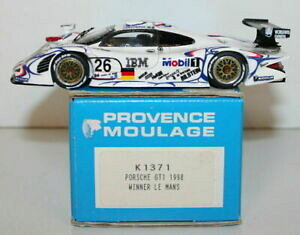 26
IBM
Mobil 1
PROVENCE
MOULAGE
K1371
PORSCHE GT1 1998
WINNER LE MANS